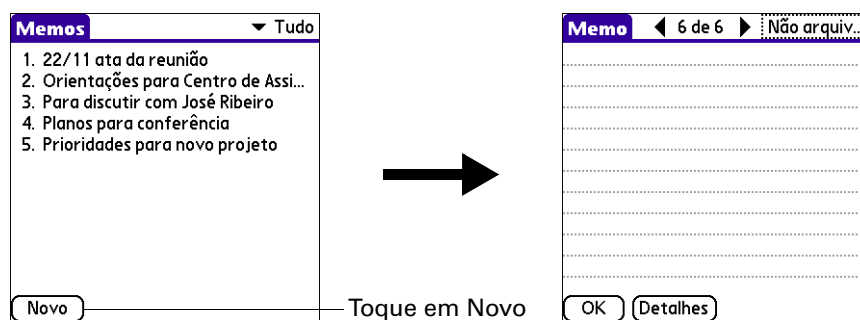 Memos
Tudo
1. 22/11 ata da reunião
2. Orientações para Centro de Assi...
3. Para discutir com José Ribeiro
4. Planos para conferência
5. Prioridades para novo projeto
Novo
Toque em Novo
Memo
6 de 6
Não arquiv...
OK
Detalhes